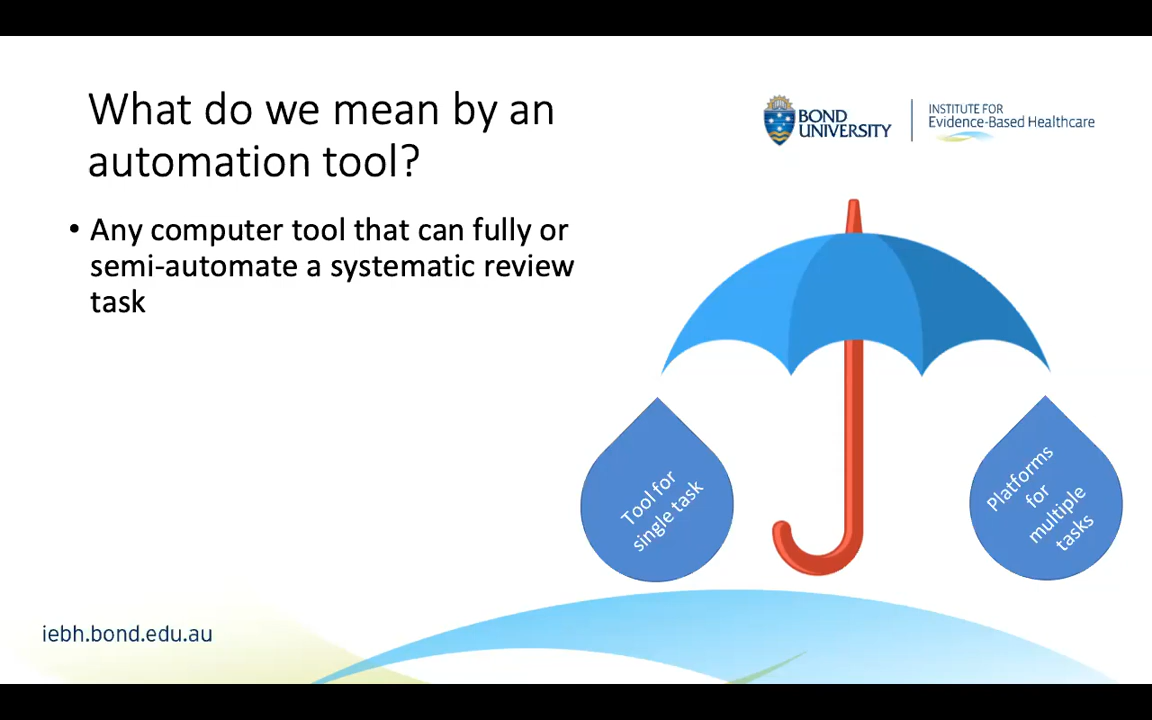 What do we mean by an
automation tool?
BOND
UNIVERSITY
INSTITUTE FOR
Evidence-Based Healthcare
• Any computer tool that can fully or
semi-automate a systematic review
task
Tool for
single task
Platforms
for
multiple
tasks
iebh.bond.edu.au